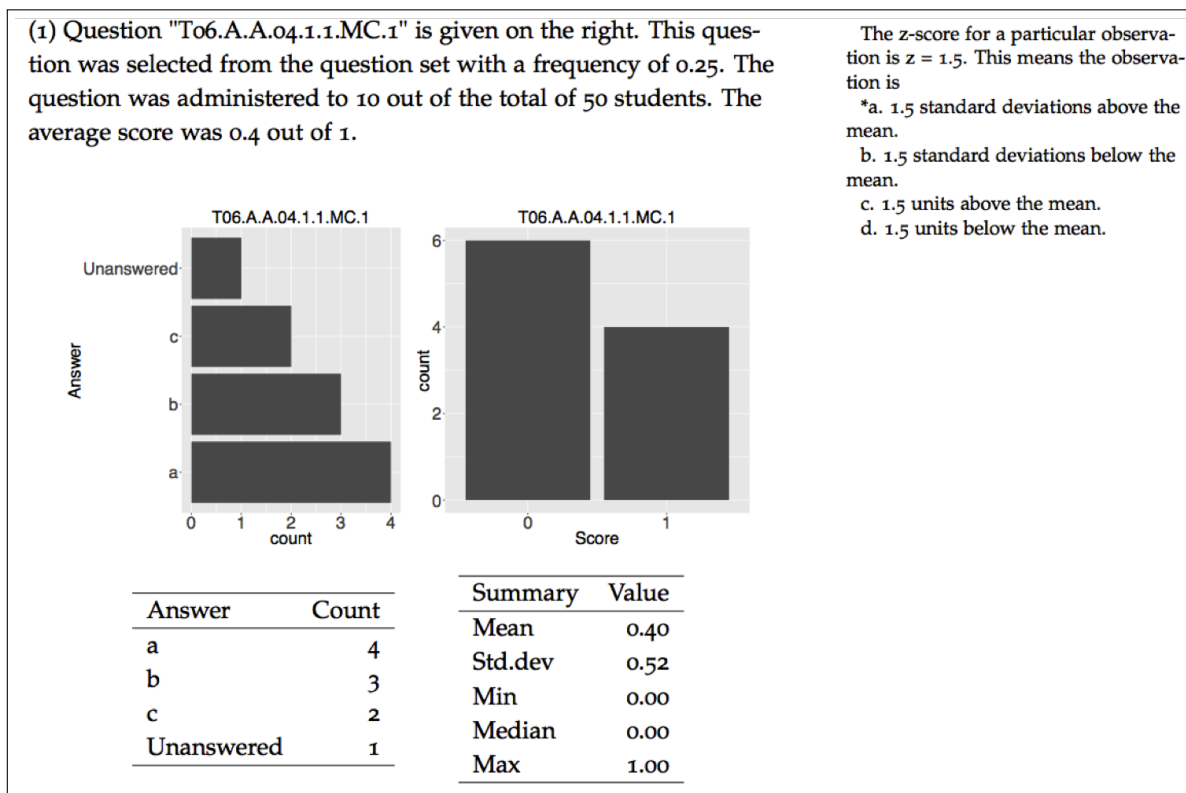 (1) Question "T06.A.A.04.1.1.MC.1" is given on the right. This ques-
tion was selected from the question set with a frequency of 0.25. The
question was administered to 10 out of the total of 50 students. The
average score was 0.4 out of 1.
The z-score for a particular observa-
tion is z = 1.5. This means the observa-
tion is
*a. 1.5 standard deviations above the
mean.
b. 1.5 standard deviations below the
mean.
c. 1.5 units above the mean.
d. 1.5 units below the mean.
T06.A.A.04.1.1.MC.1
Answer
Unanswered
c
b
a
0 1 2 3 4
count
T06.A.A.04.1.1.MC.1
count
6
4
2
0
0 1
Score
Answer Count
a 4
b 3
c 2
Unanswered 1
Summary Value
Mean 0.40
Std.dev 0.52
Min 0.00
Median 0.00
Max 1.00